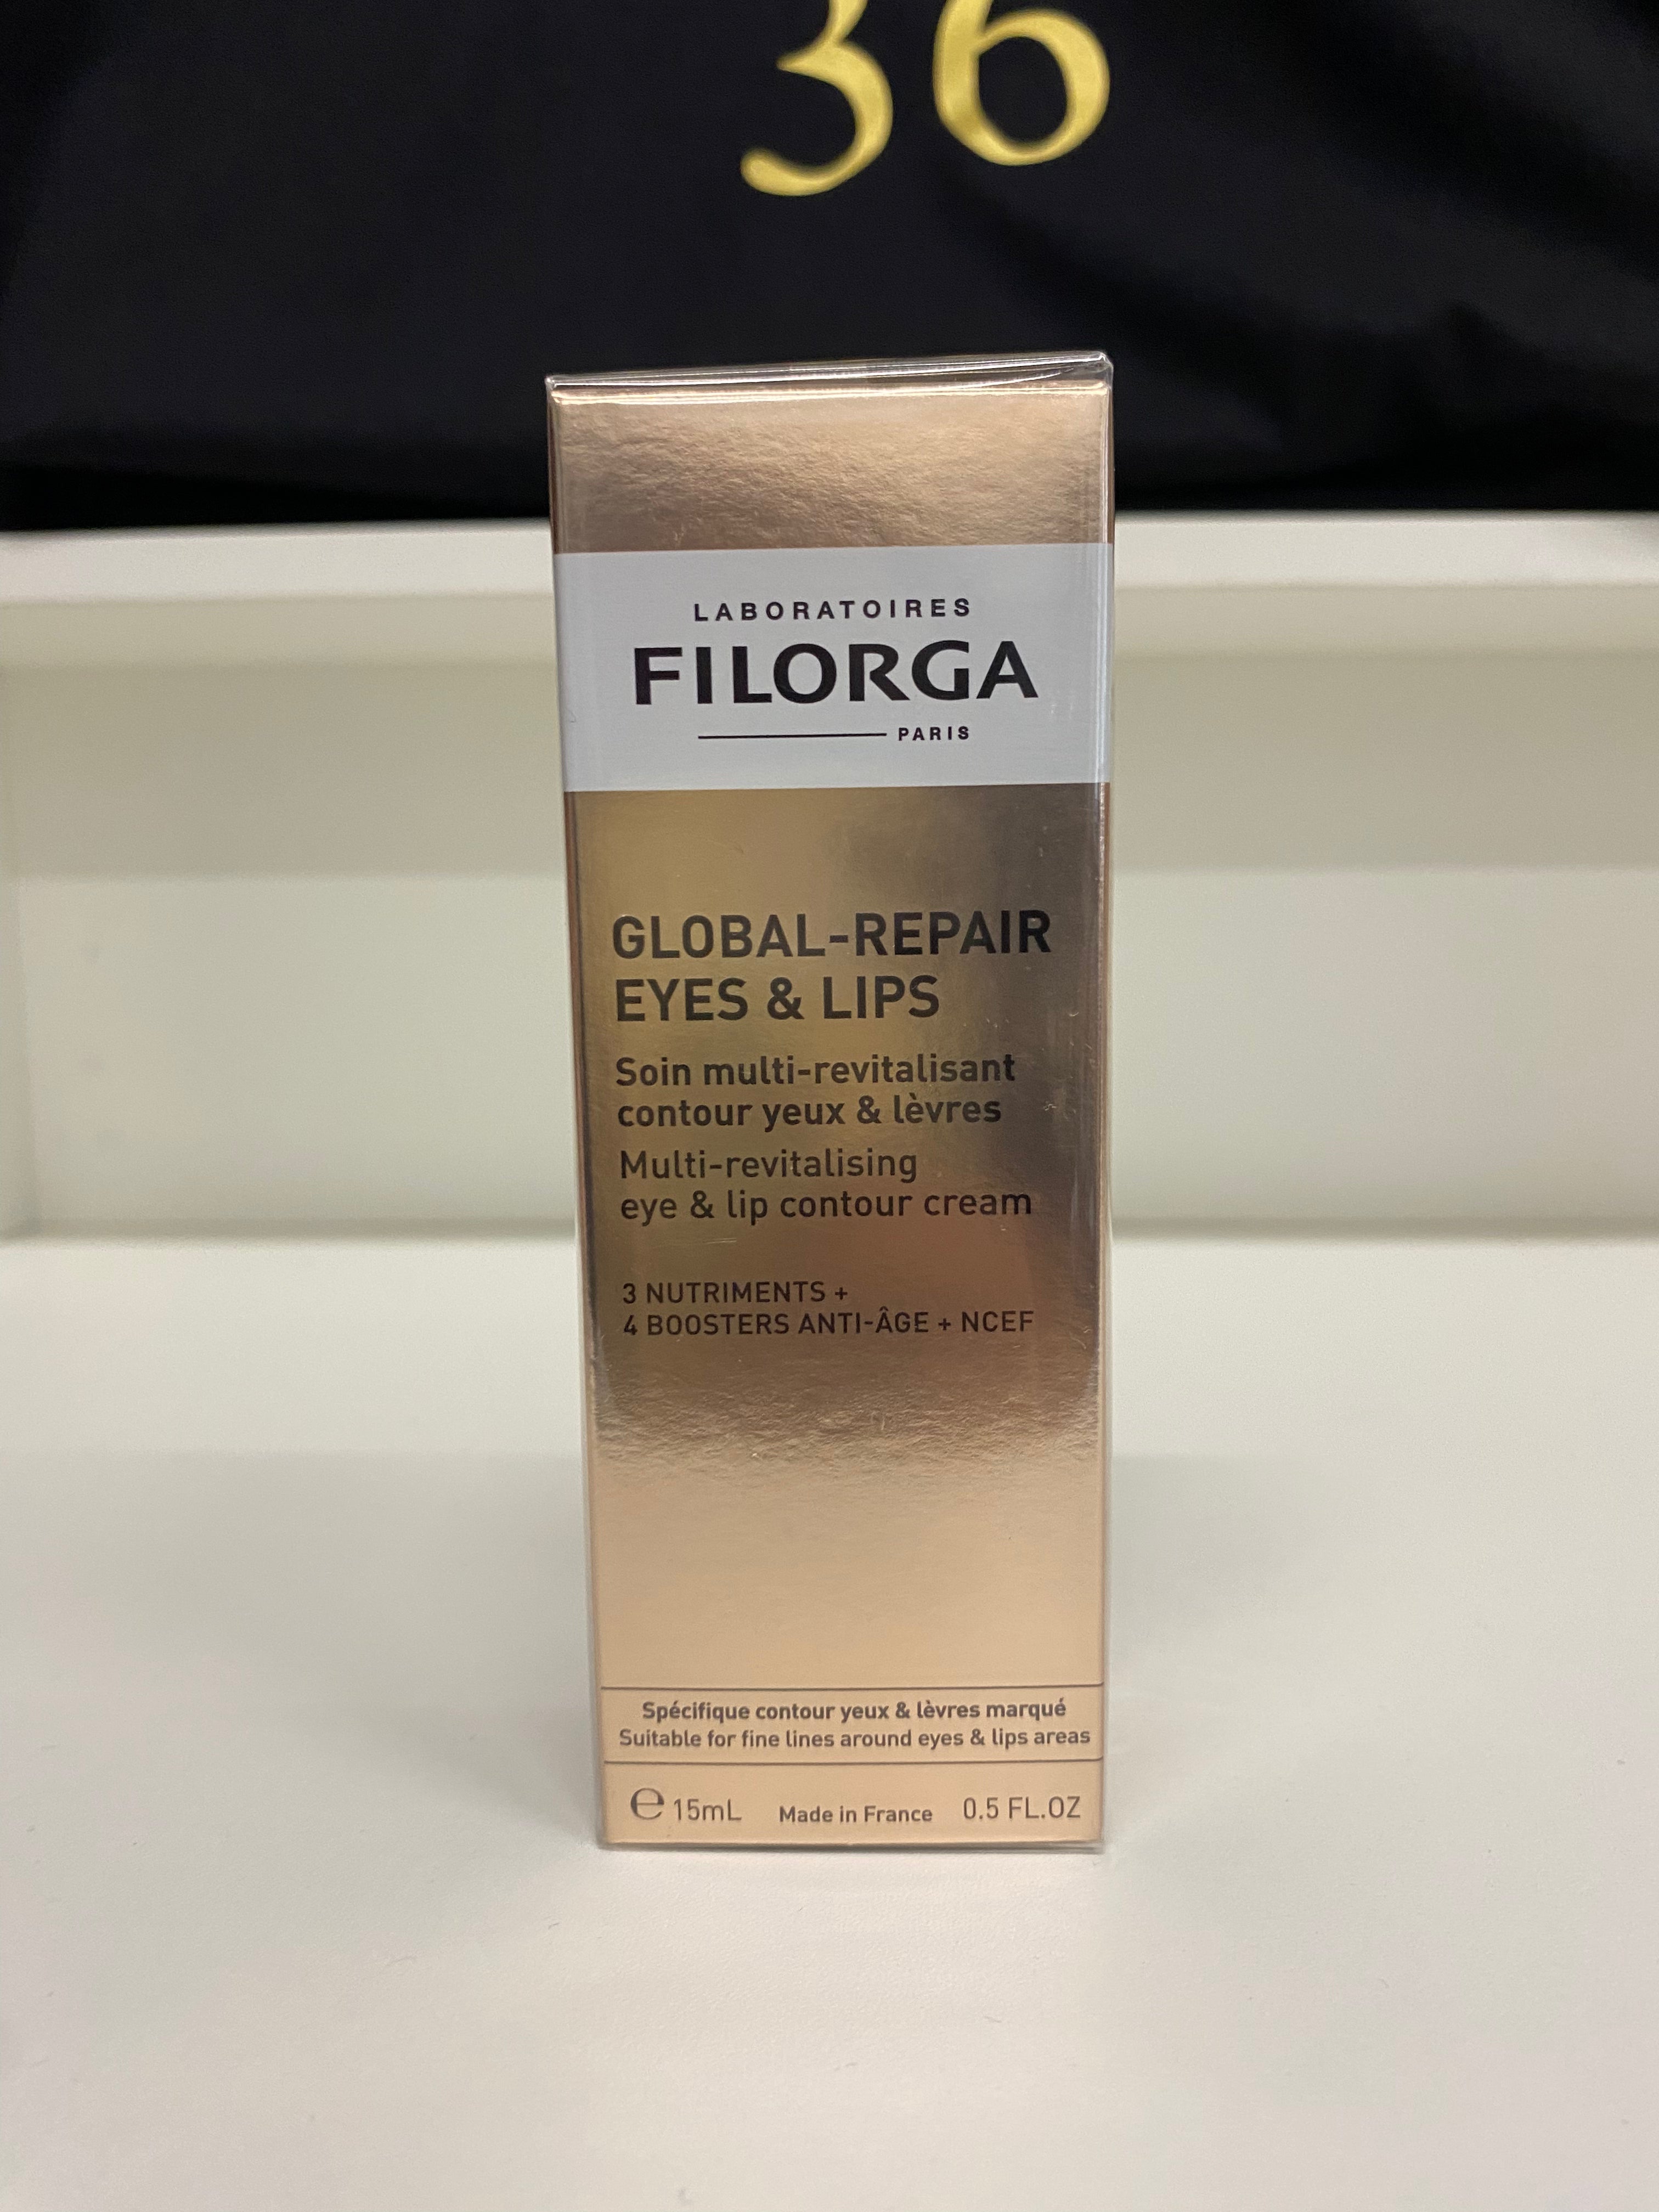 36
LABORATOIRES
FILORGA
PARIS
GLOBAL-REPAIR
EYES & LIPS
Soin multi-revitalisant
contour yeux & lèvres
Multi-revitalising
eye & lip contour cream
3 NUTRIMENTS +
4 BOOSTERS ANTI-ÂGE + NCEF
Spécifique contour yeux & lèvres marqué
Suitable for fine lines around eyes & lips areas
℮ 15mL Made in France 0.5 FL.OZ